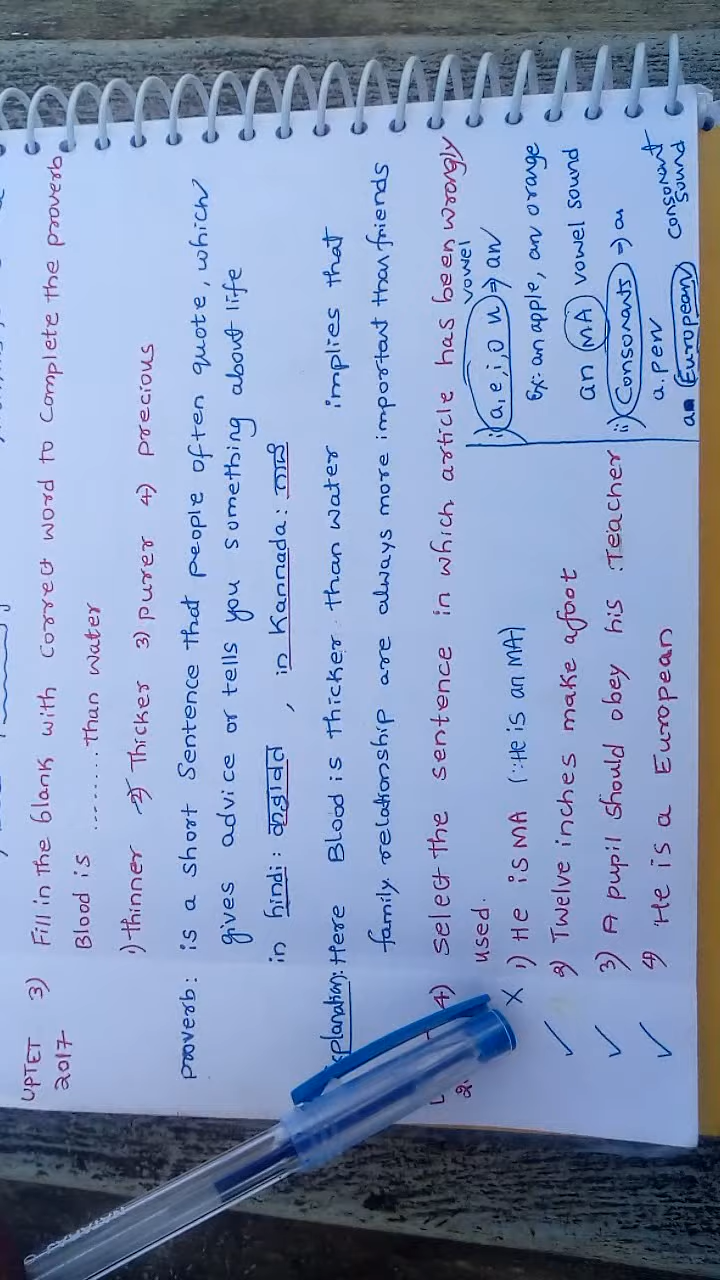 UPTET
2017
3) Fill in the blank with correct word to complete the proverb
Blood is ........ than water
1) thinner 2) Thicker 3) purer 4) precious
proverb: is a short sentence that people often quote, which
gives advice or tells you something about life
in hindi: कहावत , in Kannada:
planation: Here Blood is thicker than water implies that
family relationship are always more important than friends
4) Select the sentence in which article has been wrongly
used.
x 1) He is MA (∵He is an MA)
✓ 2) Twelve inches make afoot
✓ 3) A pupil should obey his Teacher
✓ 4) He is a European
vowel
i) a, e, i, o u ⇒ an
Ex: an apple, an orange
an MA vowel sound
ii) Consonants ⇒ a
a. pen consonant
European sound